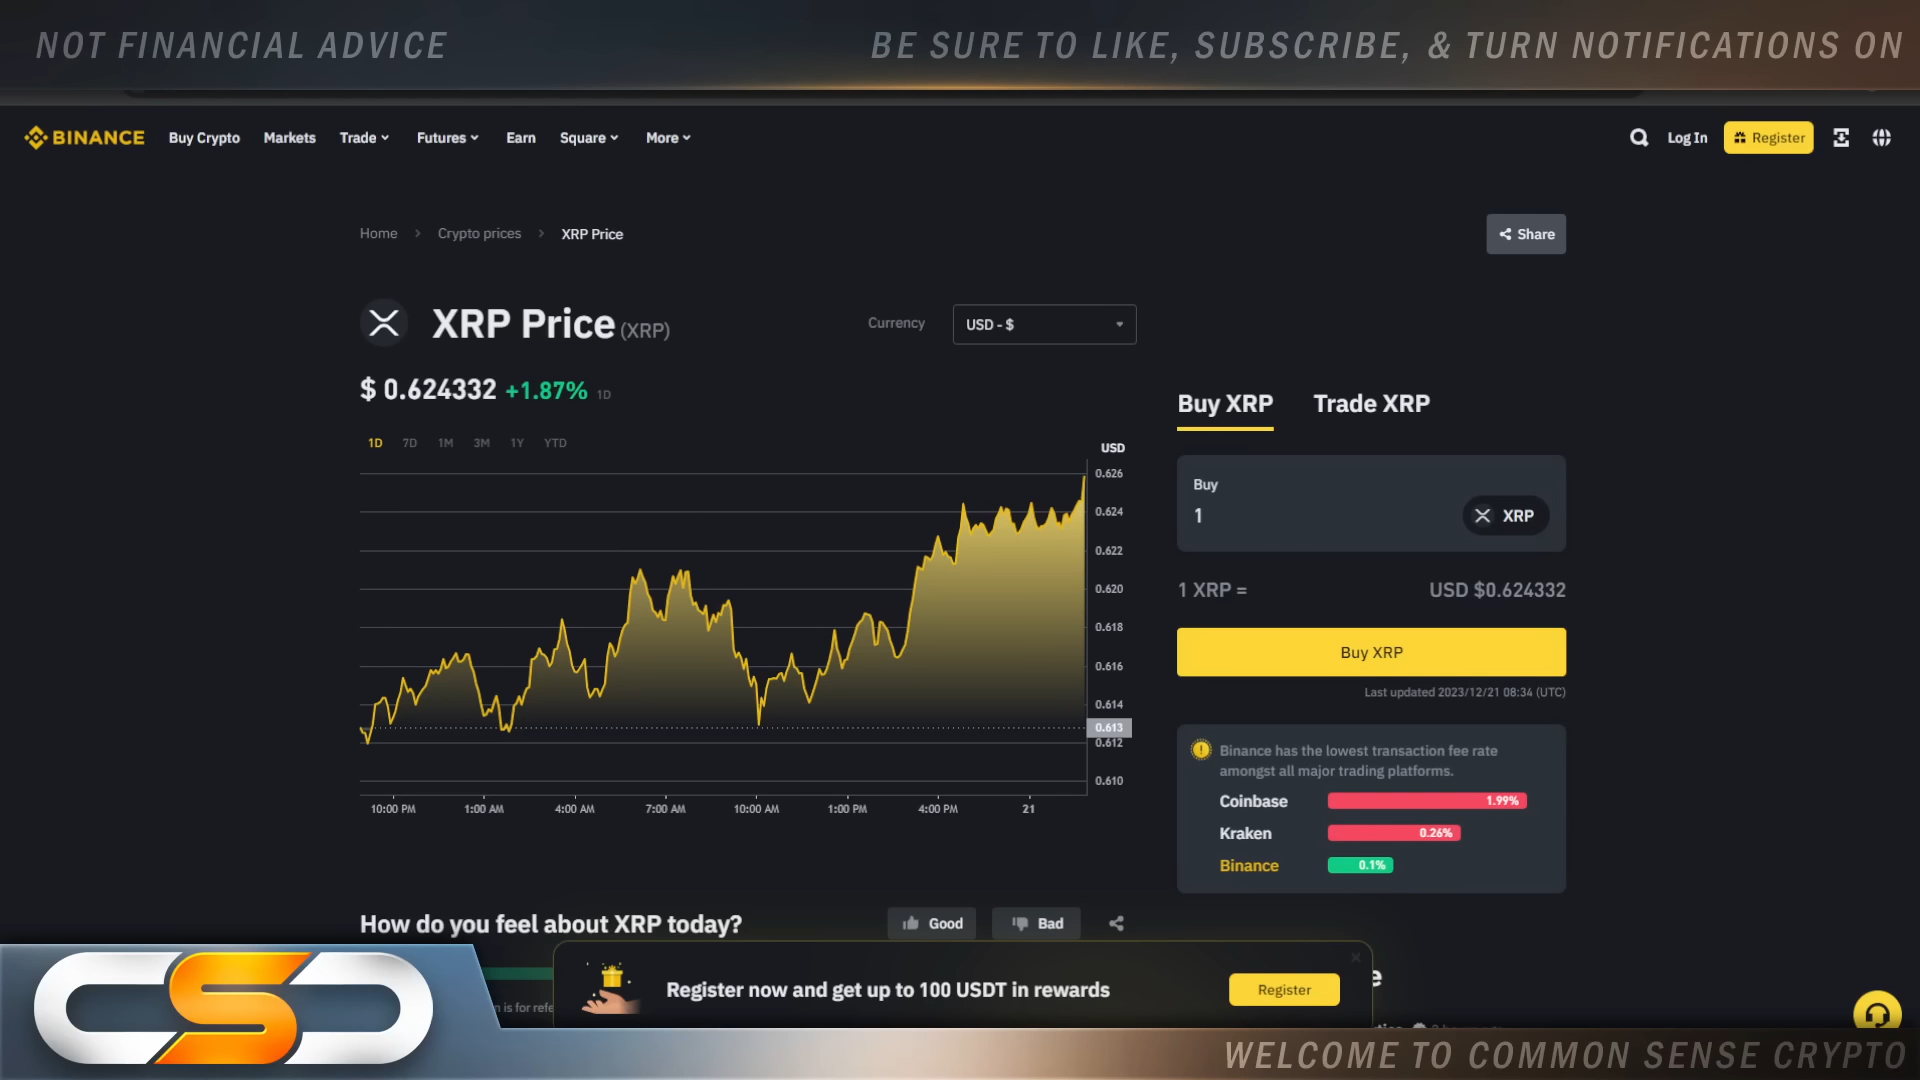 NOT FINANCIAL ADVICE
BE SURE TO LIKE, SUBSCRIBE, & TURN NOTIFICATIONS ON
BINANCE Buy Crypto Markets Trade Futures Earn Square More
Log In Register
Home > Crypto prices > XRP Price
Share
XRP Price (XRP)
Currency USD - $
$ 0.624332 +1.87% 1D
1D 7D 1M 3M 1Y YTD
USD
0.626
0.624
0.622
0.620
0.618
0.616
0.614
0.613
0.612
0.610
10:00 PM 1:00 AM 4:00 AM 7:00 AM 10:00 AM 1:00 PM 4:00 PM 21
Buy XRP Trade XRP
Buy
1 XRP
1 XRP = USD $0.624332
Buy XRP
Last updated 2023/12/21 08:34 (UTC)
Binance has the lowest transaction fee rate
amongst all major trading platforms.
Coinbase 1.99%
Kraken 0.26%
Binance 0.1%
How do you feel about XRP today? Good Bad
Register now and get up to 100 USDT in rewards Register
n is for refe
CSC
WELCOME TO COMMON SENSE CRYPTO